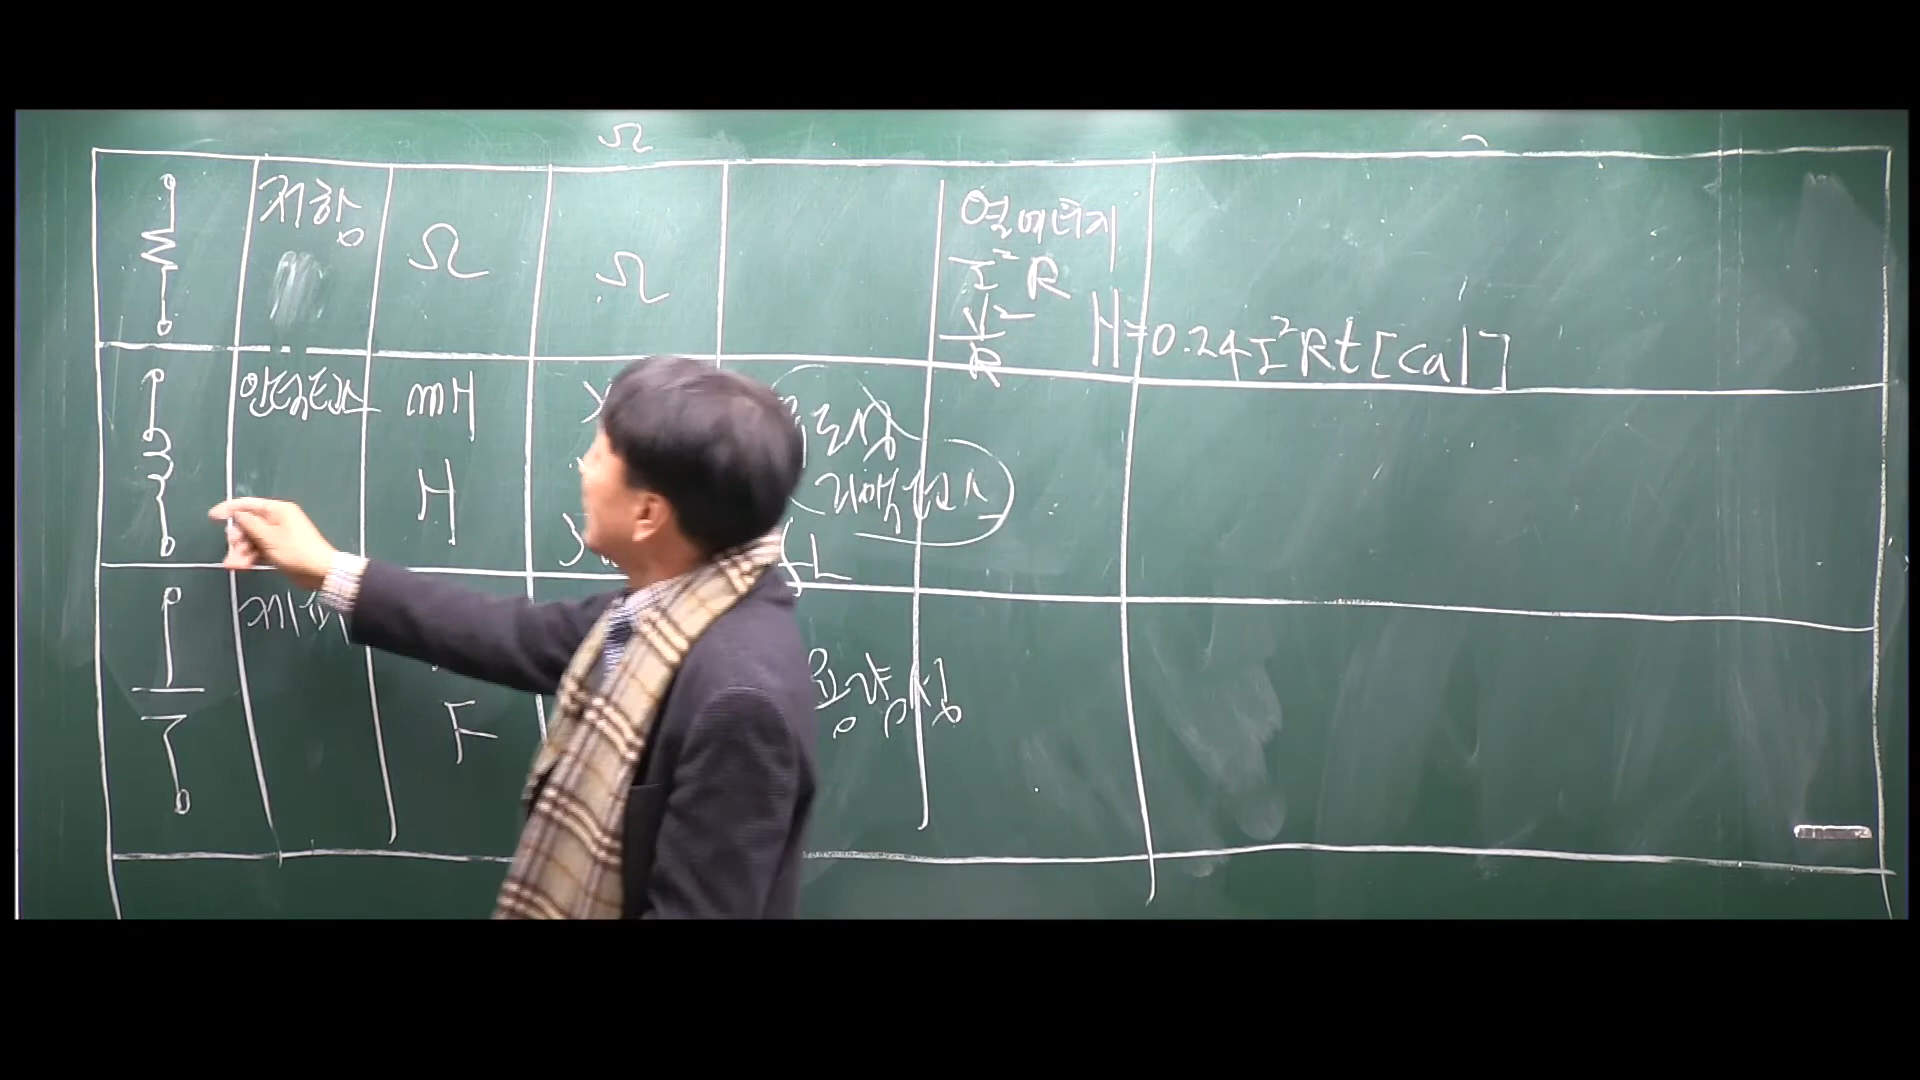 Ω
저항
Ω
Ω
열에너지
I²R
V²
R
H=0.24I²Rt[cal]
인덕턴스
mH
H
도성
리액턴스
L
F
용량성